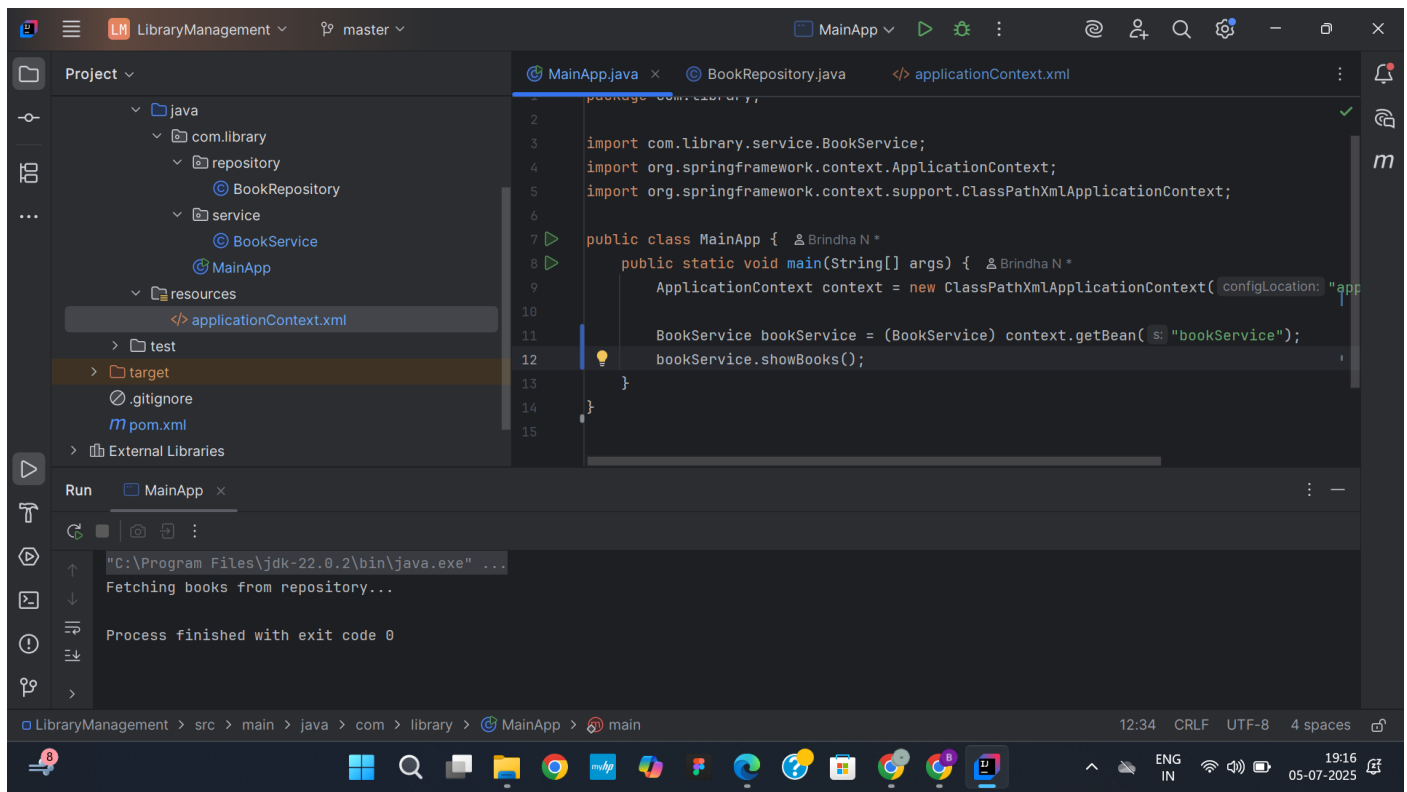 LM LibraryManagement master MainApp
Project
MainApp.java BookRepository.java applicationContext.xml
java
com.library
repository
BookRepository
service
BookService
MainApp
resources
applicationContext.xml
test
target
.gitignore
pom.xml
External Libraries
1 package com.library;
2
3 import com.library.service.BookService;
4 import org.springframework.context.ApplicationContext;
5 import org.springframework.context.support.ClassPathXmlApplicationContext;
6
7 public class MainApp { Brindha N *
8 public static void main(String[] args) { Brindha N *
9 ApplicationContext context = new ClassPathXmlApplicationContext( configLocation: "app
10
11 BookService bookService = (BookService) context.getBean( s: "bookService");
12 bookService.showBooks();
13 }
14 }
15
m
Run MainApp
"C:\Program Files\jdk-22.0.2\bin\java.exe" ...
Fetching books from repository...
Process finished with exit code 0
LibraryManagement > src > main > java > com > library > MainApp > main 12:34 CRLF UTF-8 4 spaces
8 myhp B ENG 19:16
IN 05-07-2025